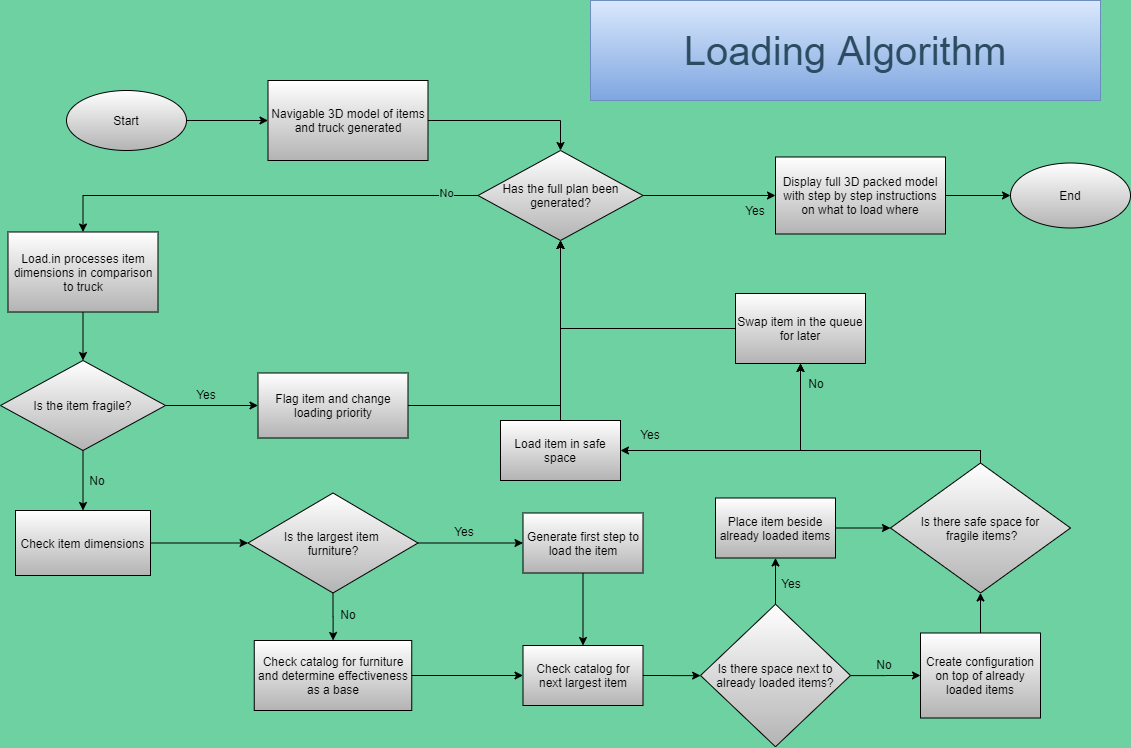 Loading Algorithm
Start
Navigable 3D model of items
and truck generated
Has the full plan been
generated?
No
Yes
Display full 3D packed model
with step by step instructions
on what to load where
End
Load.in processes item
dimensions in comparison
to truck
Swap item in the queue
for later
No
Is the item fragile?
Yes
Flag item and change
loading priority
Load item in safe
space
Yes
No
Check item dimensions
Is the largest item
furniture?
Yes
Generate first step to
load the item
Place item beside
already loaded items
Is there safe space for
fragile items?
Yes
No
Check catalog for furniture
and determine effectiveness
as a base
Check catalog for
next largest item
Is there space next to
already loaded items?
No
Create configuration
on top of already
loaded items